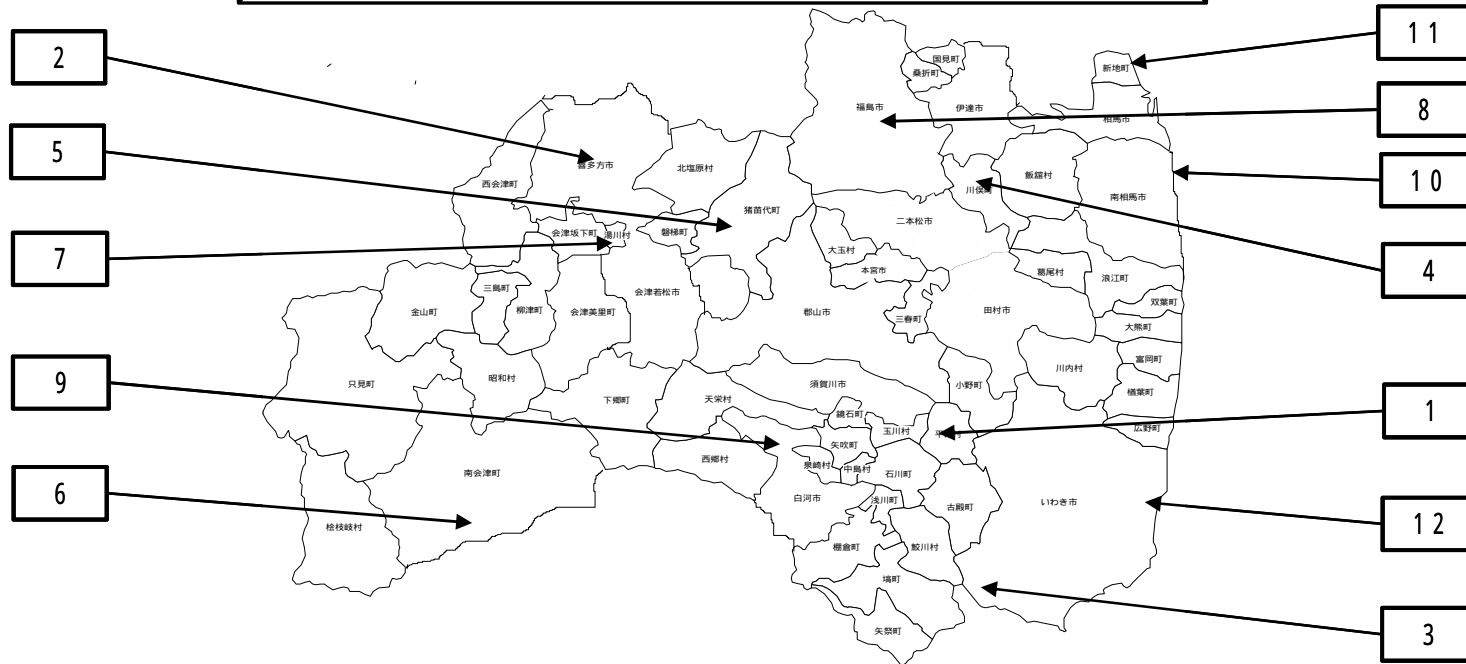 2
5
7
9
6
11
8
10
4
1
12
3
国見町
桑折町
新地町
福島市
伊達市
相馬市
喜多方市
北塩原村
西会津町
飯舘村
川俣町
南相馬市
猪苗代町
二本松市
会津坂下町
湯川村
磐梯町
大玉村
本宮市
葛尾村
浪江町
三島町
会津若松市
双葉町
金山町
柳津町
会津美里町
郡山市
三春町
田村市
大熊町
富岡町
只見町
昭和村
川内村
小野町
須賀川市
楢葉町
下郷町
天栄村
鏡石町
玉川村
広野町
矢吹町
西郷村
泉崎村
中島村
石川町
南会津町
白河市
浅川町
古殿町
いわき市
桧枝岐村
棚倉町
鮫川村
塙町
矢祭町